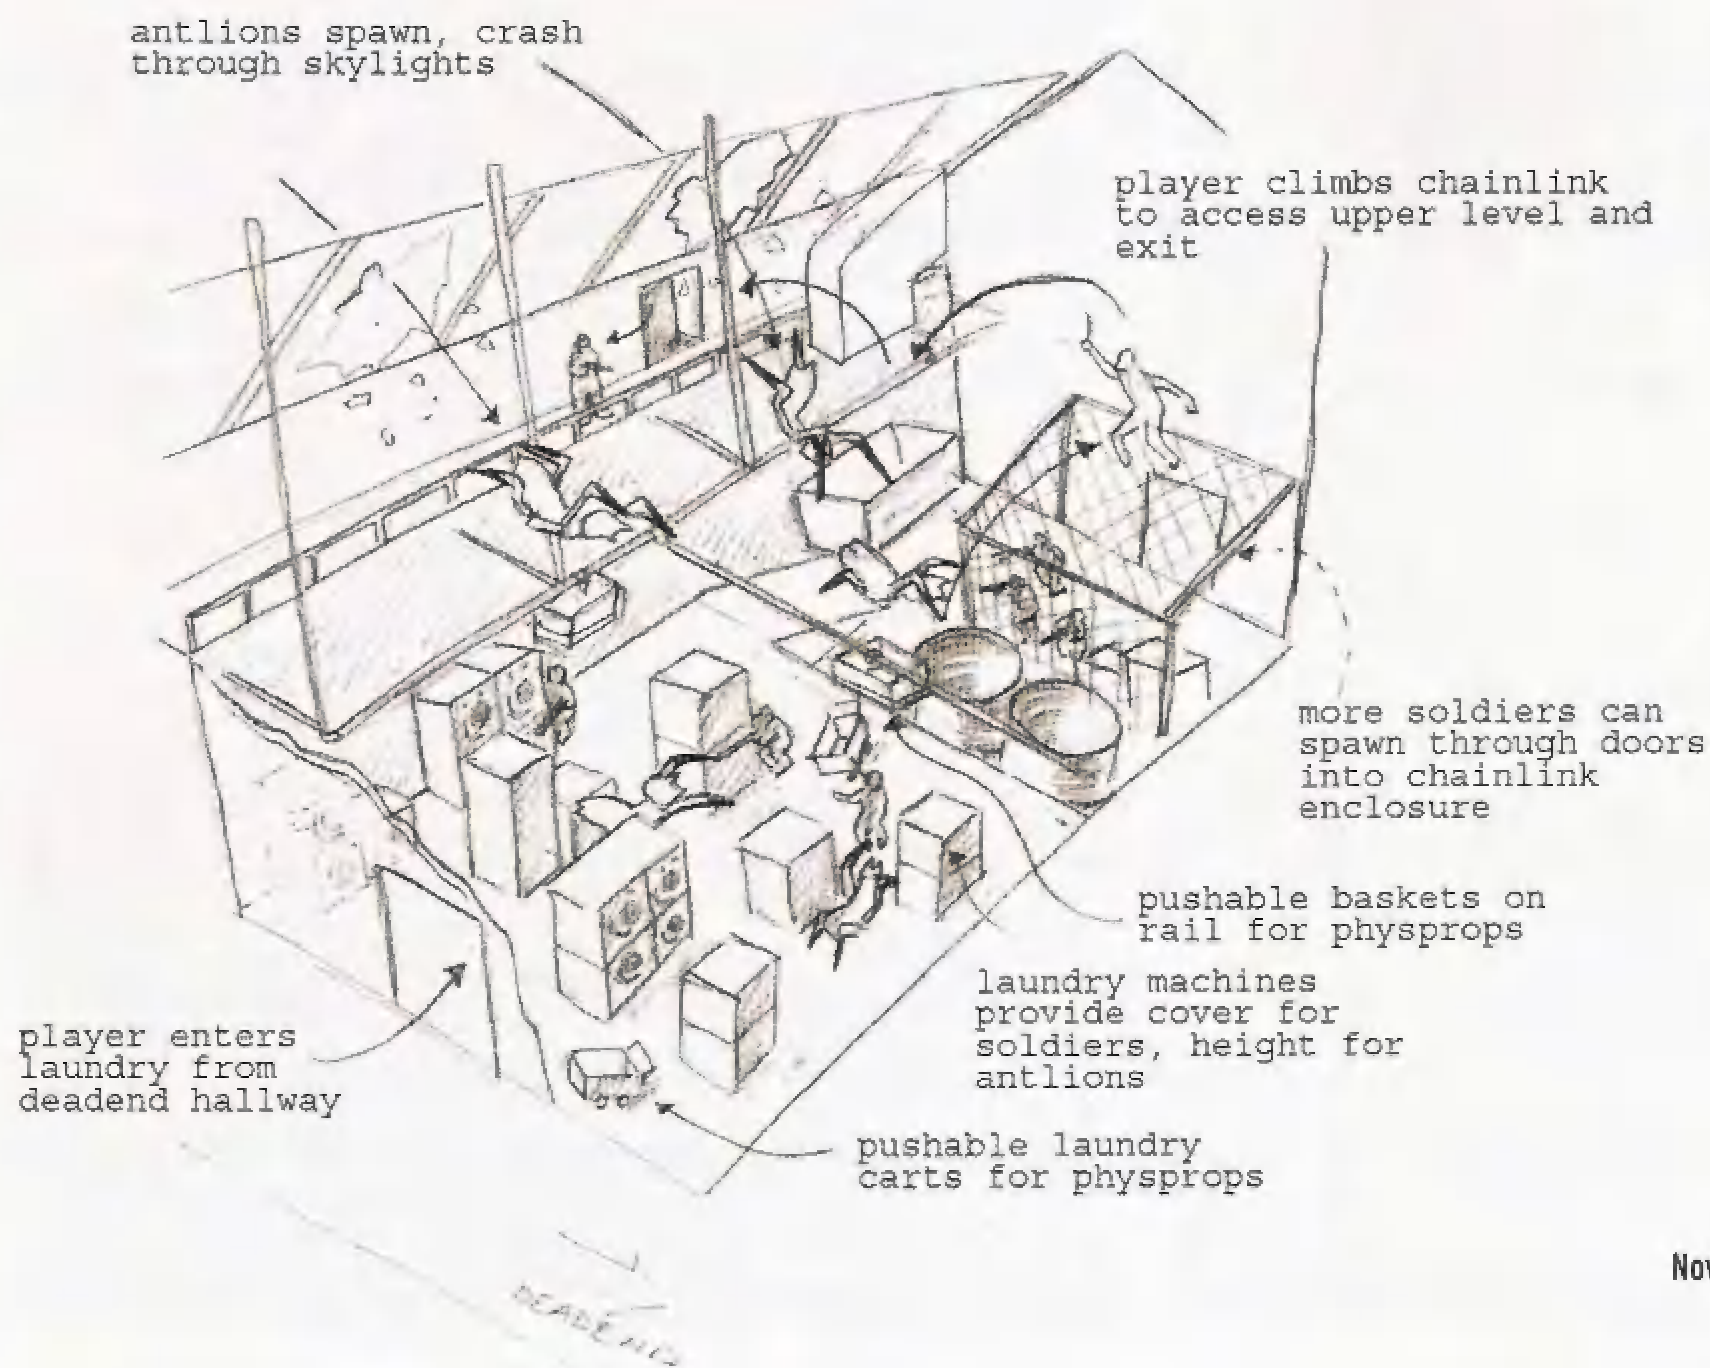 antlions spawn, crash
through skylights
player climbs chainlink
to access upper level and
exit
more soldiers can
spawn through doors
into chainlink
enclosure
pushable baskets on
rail for physprops
laundry machines
provide cover for
soldiers, height for
antlions
player enters
laundry from
deadend hallway
pushable laundry
carts for physprops
Nov
DEADEND